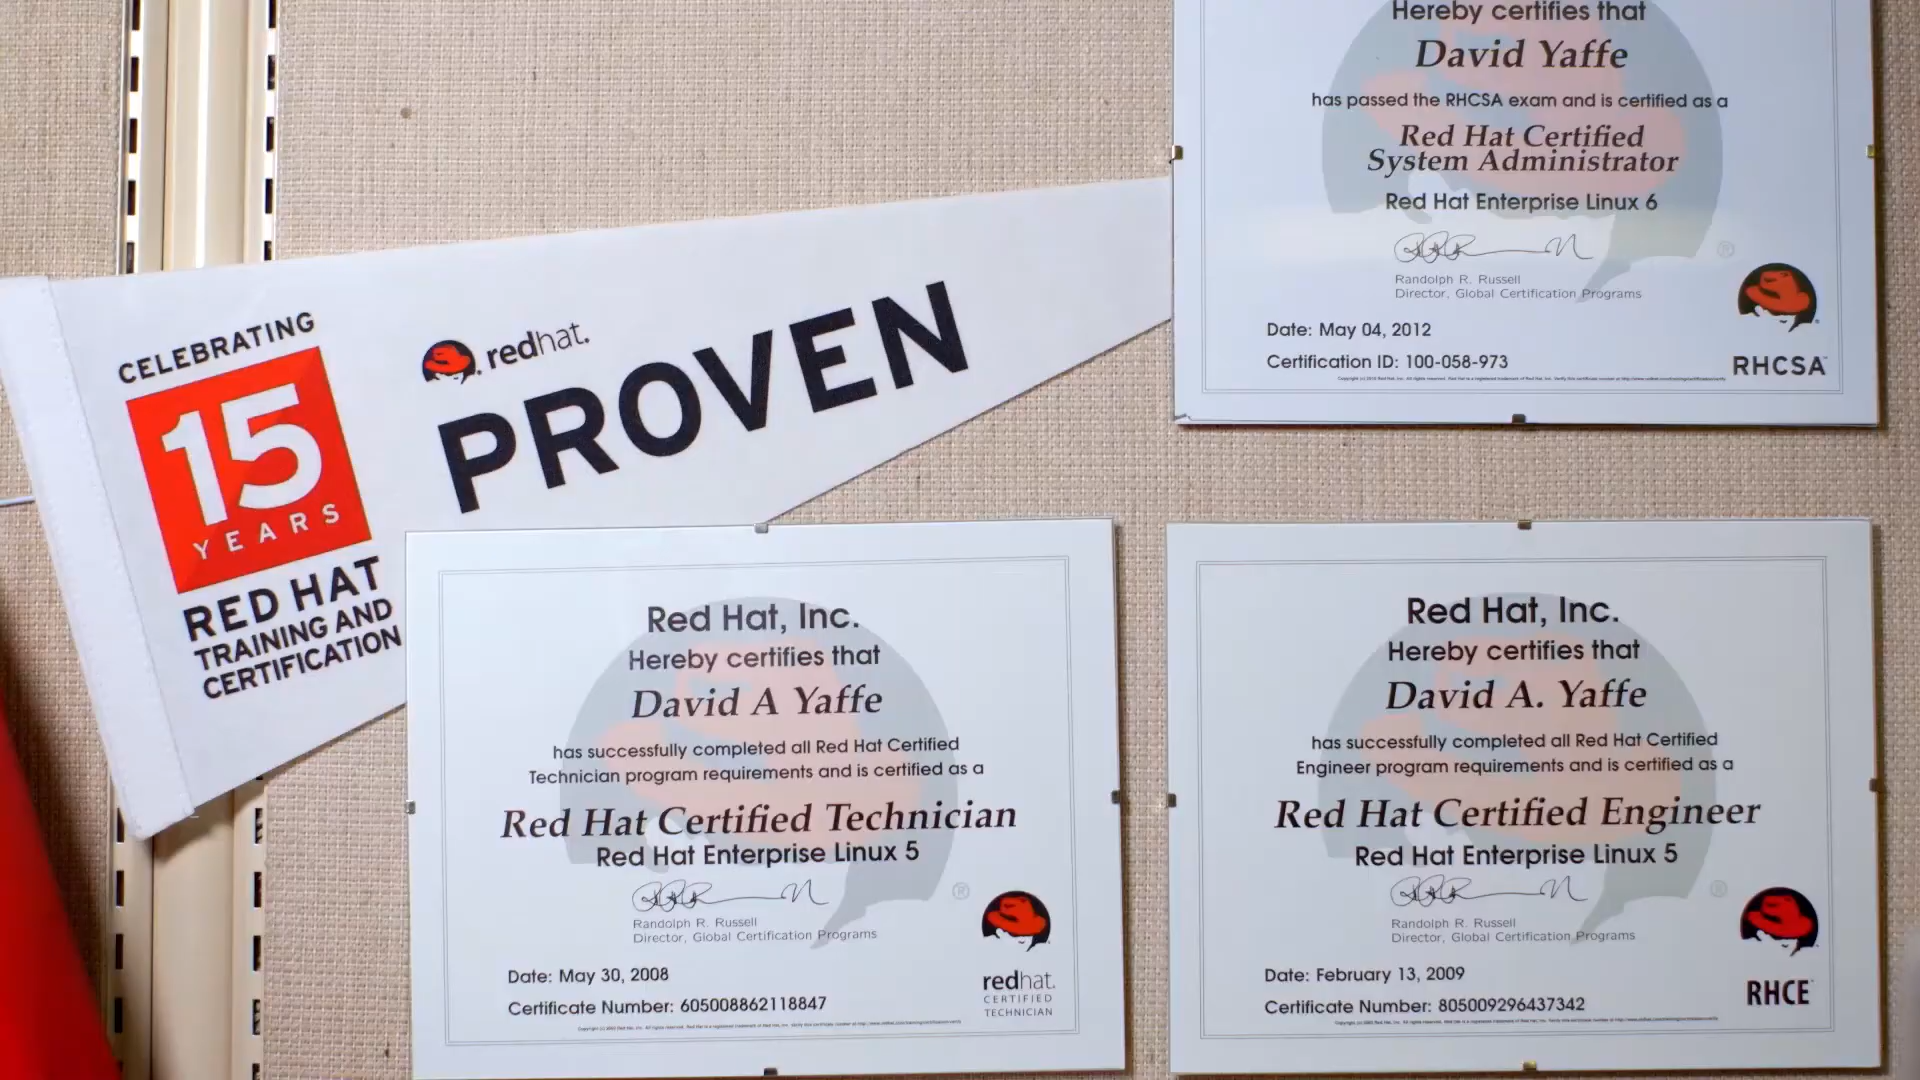 CELEBRATING
15
YEARS
RED HAT
TRAINING AND
CERTIFICATION
redhat.
PROVEN
Hereby certifies that
David Yaffe
has passed the RHCSA exam and is certified as a
Red Hat Certified
System Administrator
Red Hat Enterprise Linux 6
Randolph R. Russell
Director, Global Certification Programs
Date: May 04, 2012
Certification ID: 100-058-973
RHCSA
Red Hat, Inc.
Hereby certifies that
David A Yaffe
has successfully completed all Red Hat Certified
Technician program requirements and is certified as a
Red Hat Certified Technician
Red Hat Enterprise Linux 5
®
Randolph R. Russell
Director, Global Certification Programs
Date: May 30, 2008
Certificate Number: 605008862118847
redhat.
CERTIFIED
TECHNICIAN
Red Hat, Inc.
Hereby certifies that
David A. Yaffe
has successfully completed all Red Hat Certified
Engineer program requirements and is certified as a
Red Hat Certified Engineer
Red Hat Enterprise Linux 5
®
Randolph R. Russell
Director, Global Certification Programs
Date: February 13, 2009
Certificate Number: 805009296437342
RHCE